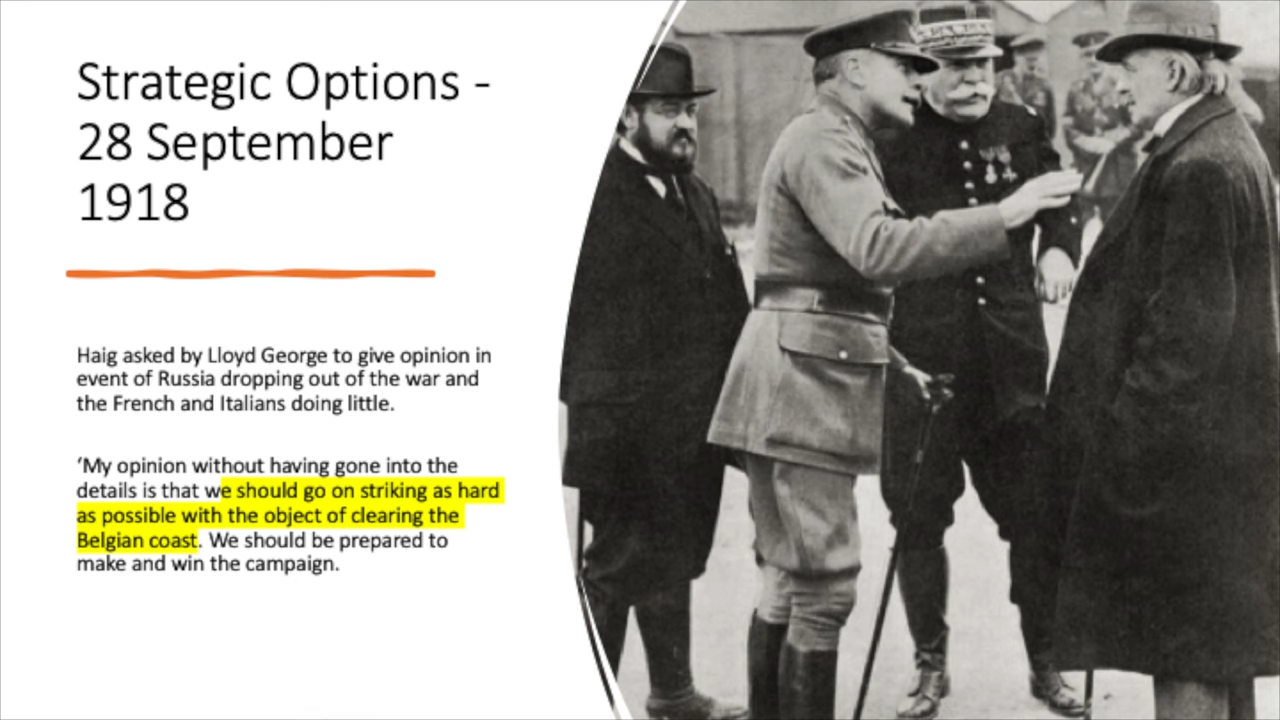 Strategic Options -
28 September
1918
Haig asked by Lloyd George to give opinion in
event of Russia dropping out of the war and
the French and Italians doing little.
‘My opinion without having gone into the
details is that we should go on striking as hard
as possible with the object of clearing the
Belgian coast. We should be prepared to
make and win the campaign.